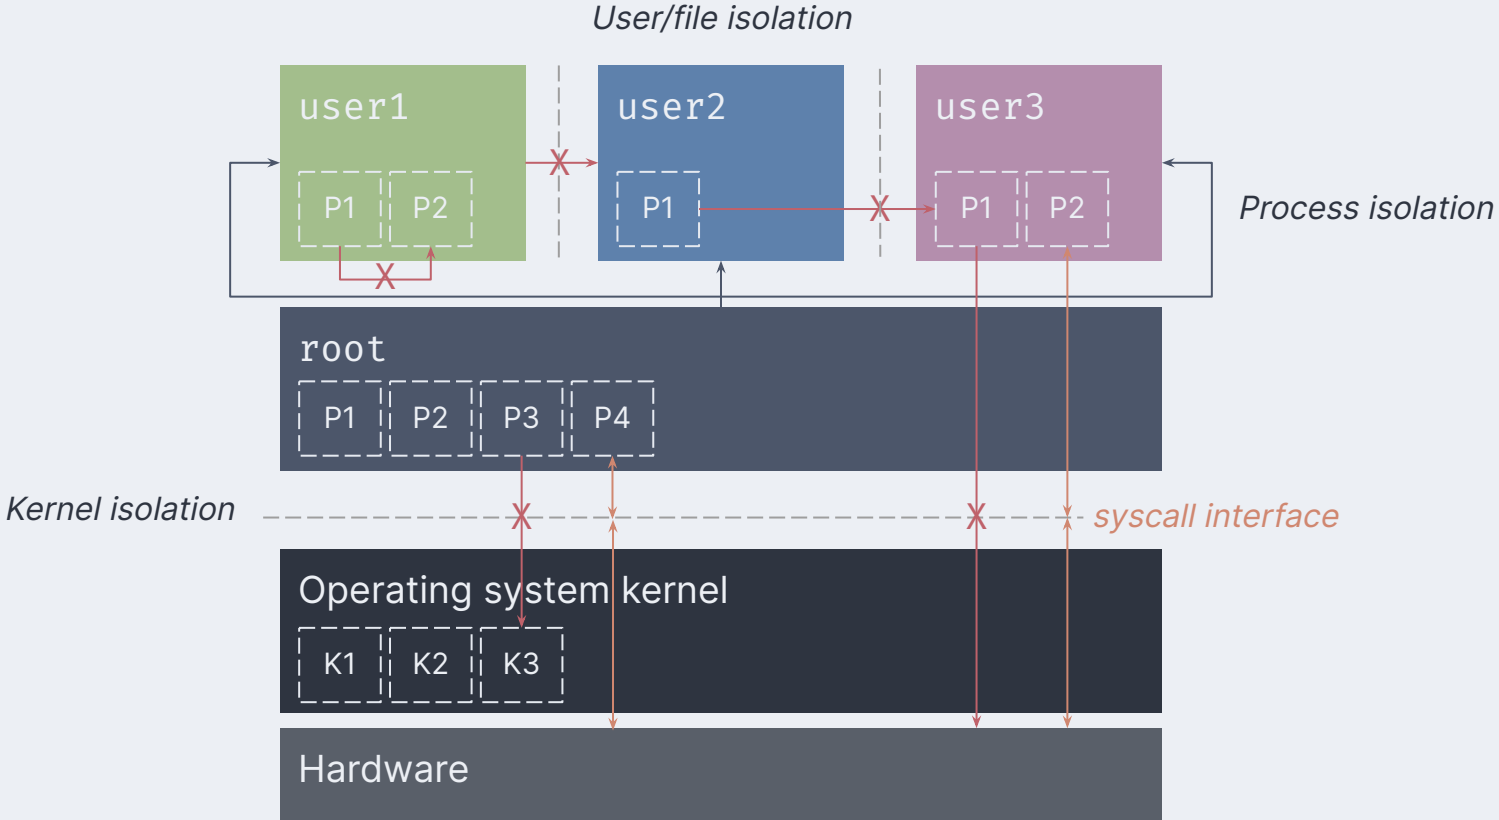 User/file isolation
user1
user2
user3
X
P1
P2
P1
X
P1
P2
Process isolation
X
root
P1
P2
P3
P4
Kernel isolation
X
X
syscall interface
Operating system kernel
K1
K2
K3
Hardware